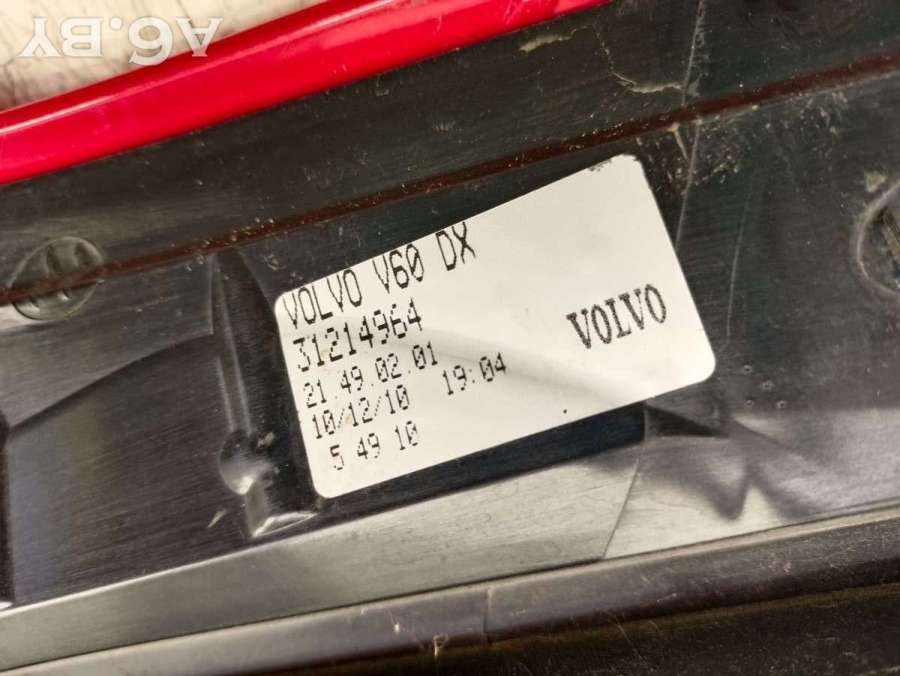 A6.BY
VOLVO V60 DX
31214964
21.49.02.01
10/12/10 19:04
5 49 10
VOLVO